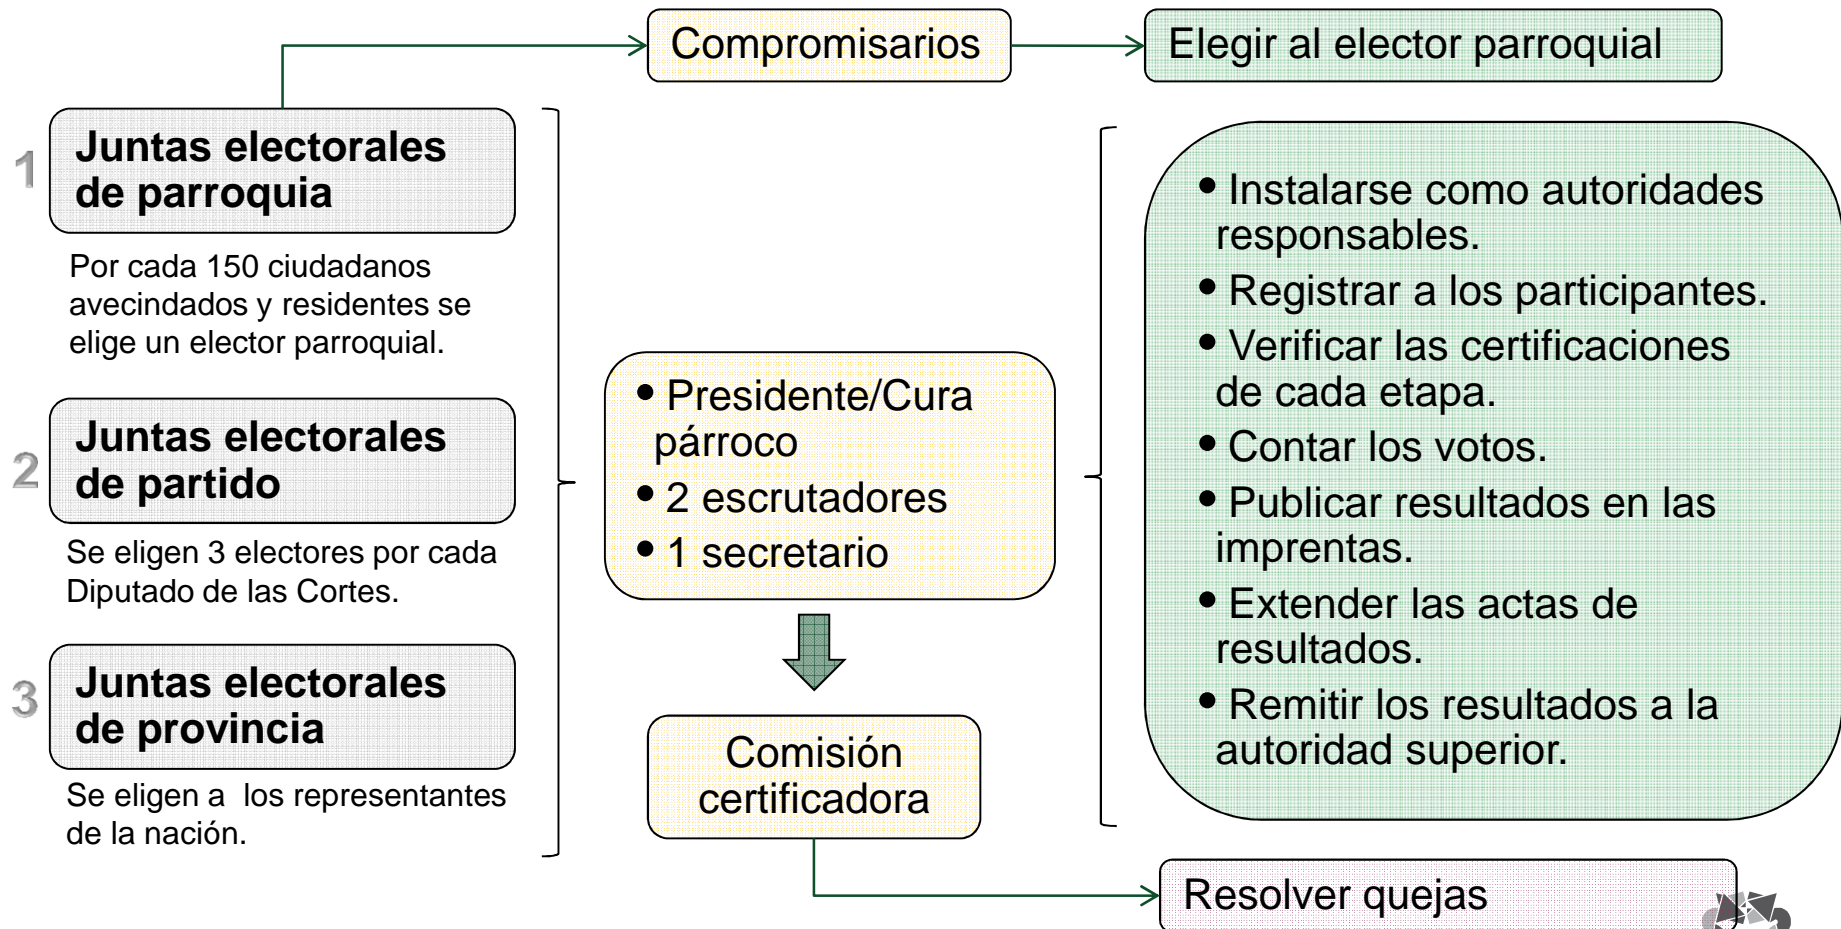 Compromisarios
Elegir al elector parroquial
1
Juntas electorales
de parroquia
Por cada 150 ciudadanos
avecindados y residentes se
elige un elector parroquial.
2
Juntas electorales
de partido
Se eligen 3 electores por cada
Diputado de las Cortes.
3
Juntas electorales
de provincia
Se eligen a los representantes
de la nación.
• Presidente/Cura
párroco
• 2 escrutadores
• 1 secretario
Comisión
certificadora
• Instalarse como autoridades
responsables.
• Registrar a los participantes.
• Verificar las certificaciones
de cada etapa.
• Contar los votos.
• Publicar resultados en las
imprentas.
• Extender las actas de
resultados.
• Remitir los resultados a la
autoridad superior.
Resolver quejas